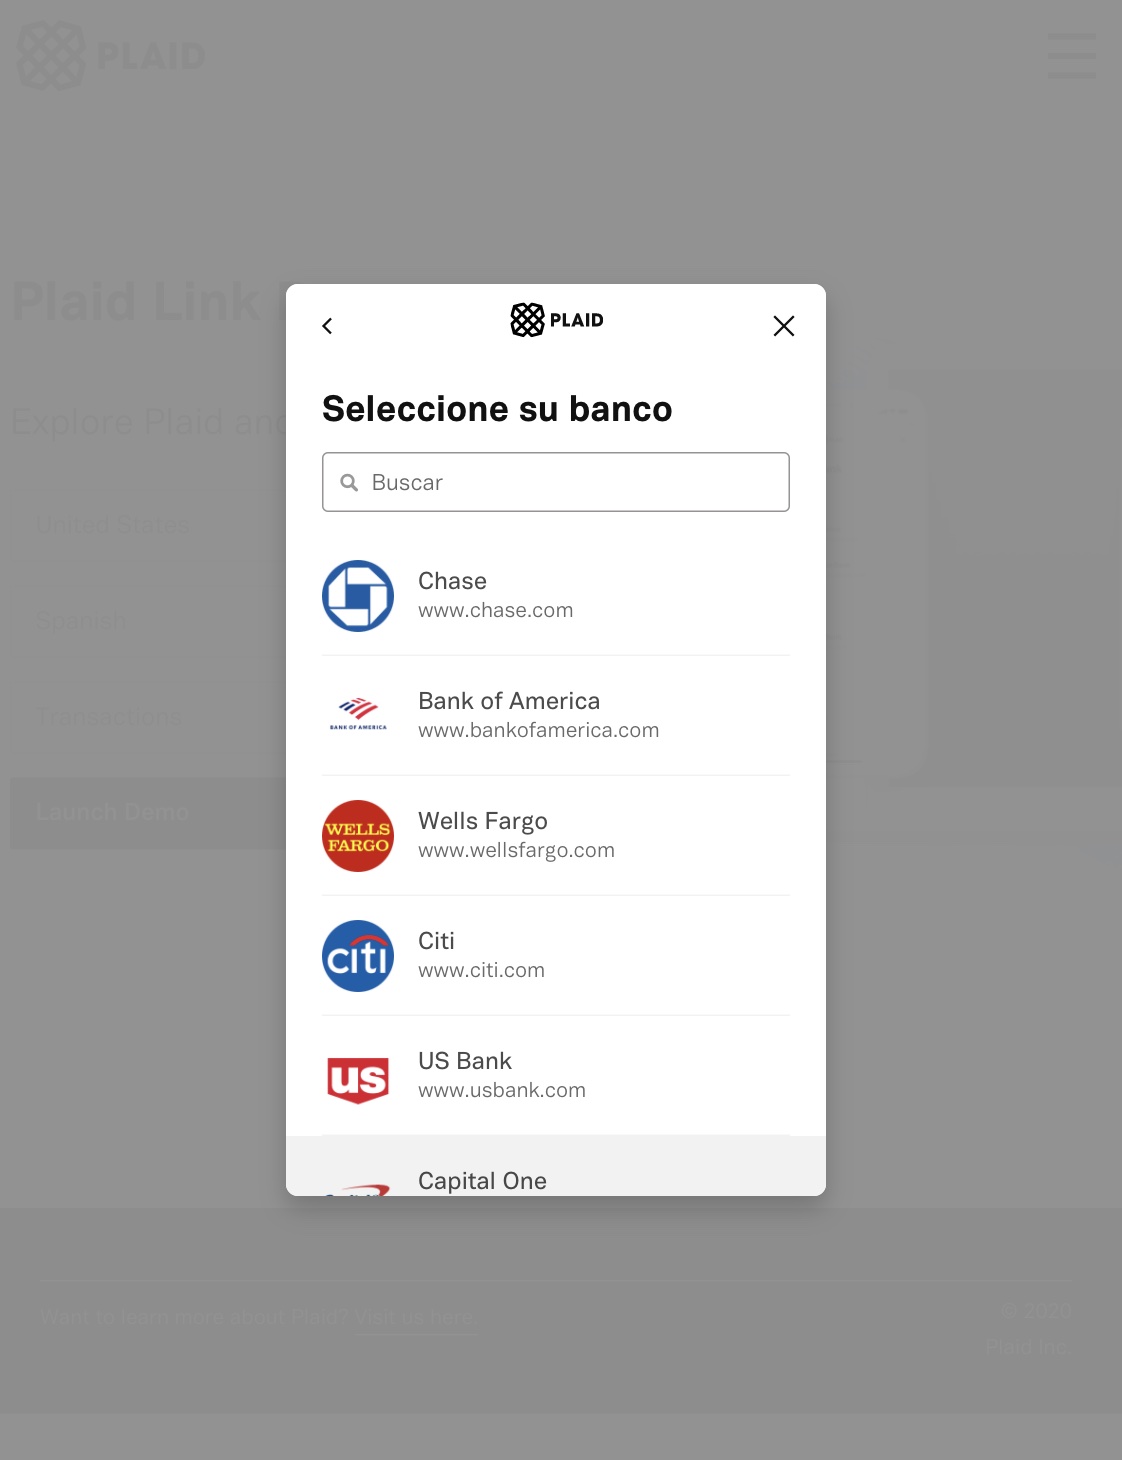 PLAID
Plaid Link
Explore Plaid and
United States
Spanish
Transactions
Launch Demo
PLAID
Seleccione su banco
Buscar
Chase
www.chase.com
BANK OF AMERICA
Bank of America
www.bankofamerica.com
WELLS
FARGO
Wells Fargo
www.wellsfargo.com
citi
Citi
www.citi.com
us
US Bank
www.usbank.com
Capital One
Want to learn more about Plaid? Visit us here.
© 2020
Plaid Inc.